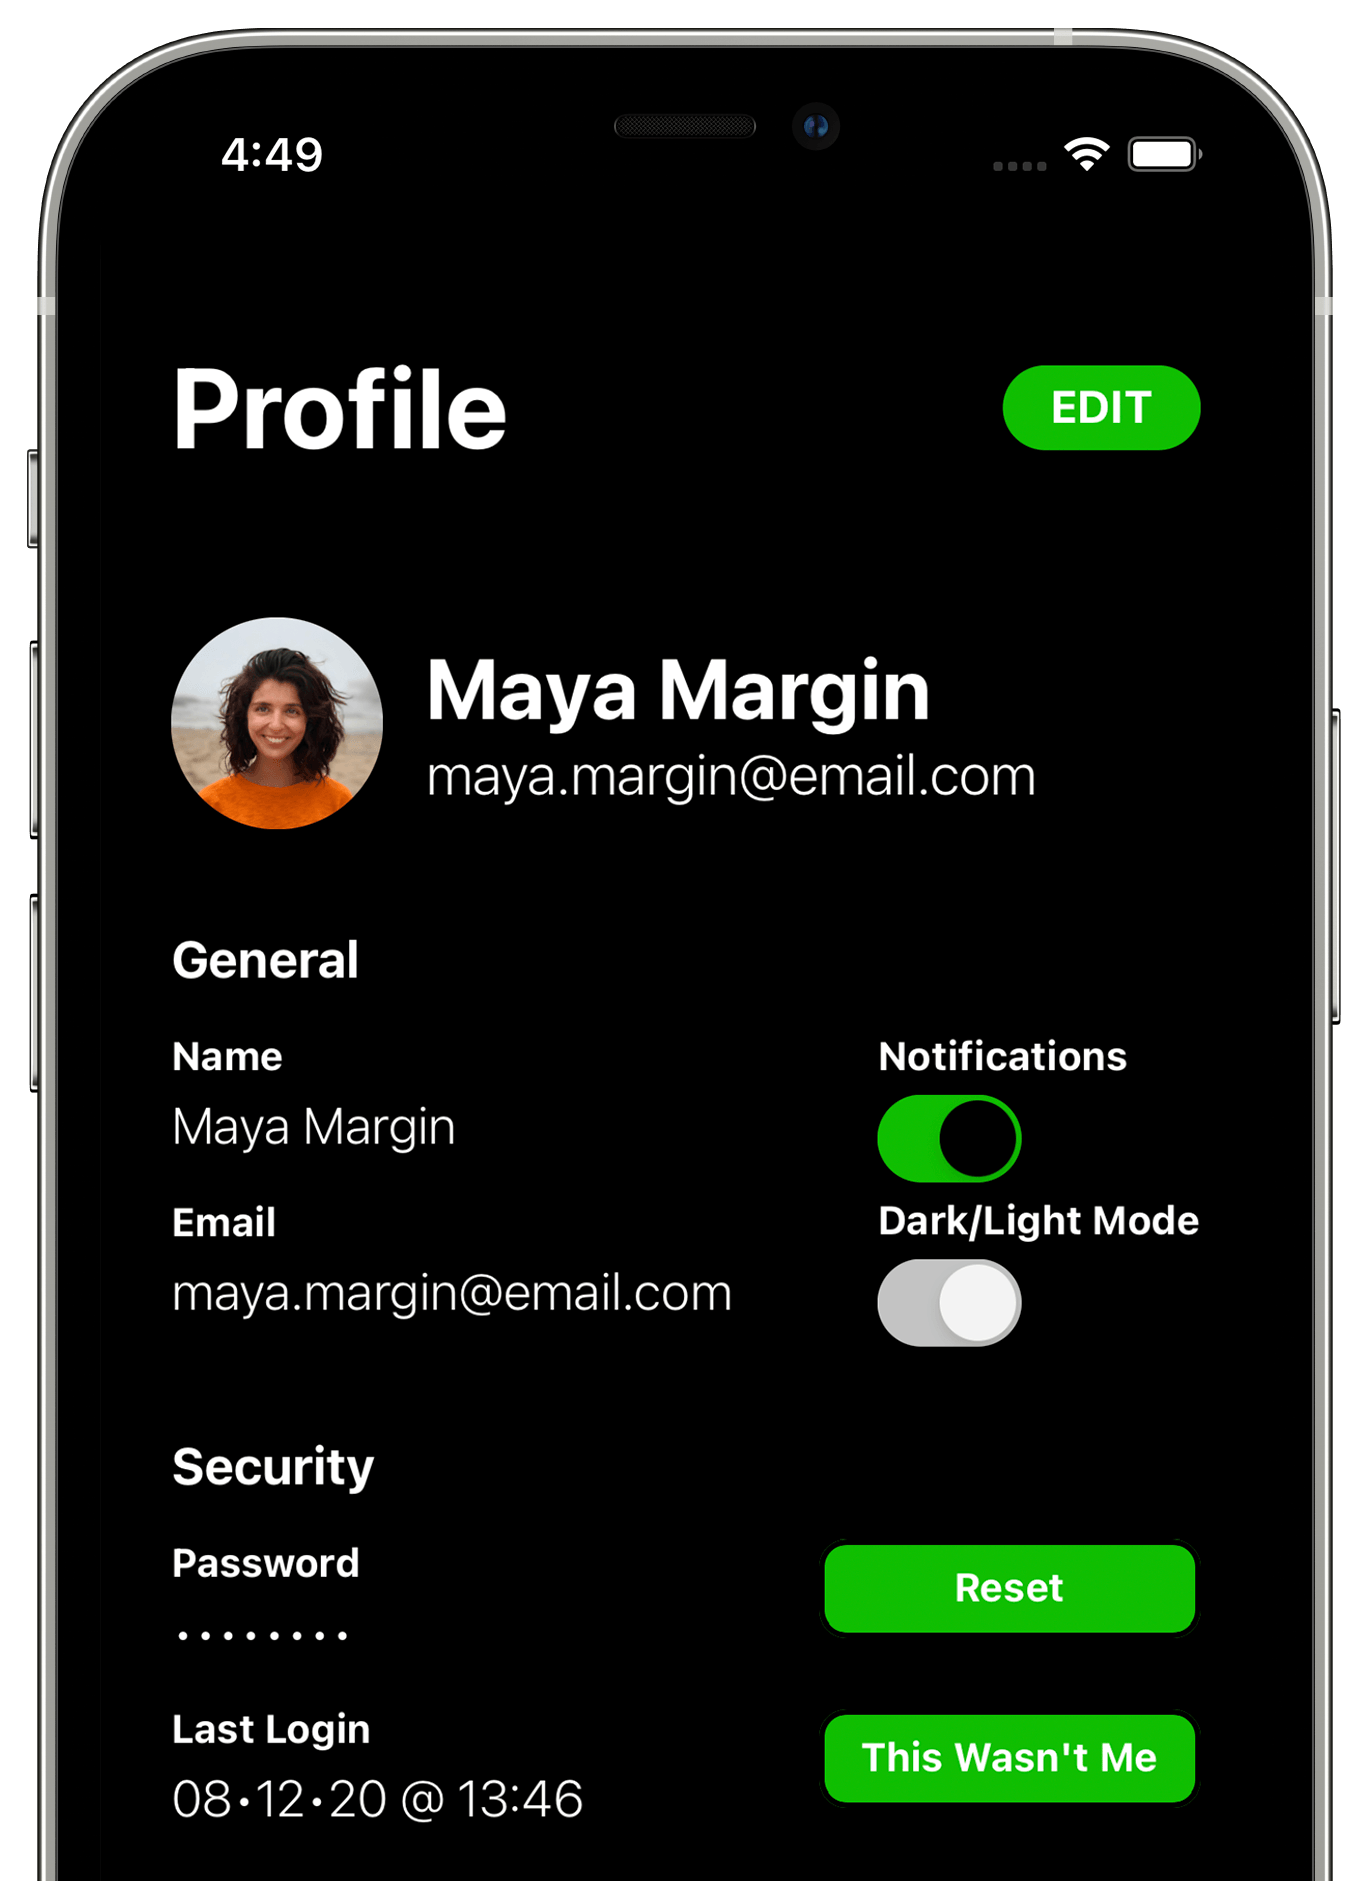 4:49
Profile
EDIT
Maya Margin
maya.margin@email.com
General
Name
Notifications
Maya Margin
Email
Dark/Light Mode
maya.margin@email.com
Security
Password
Reset
••••••••
Last Login
This Wasn't Me
08•12•20 @ 13:46